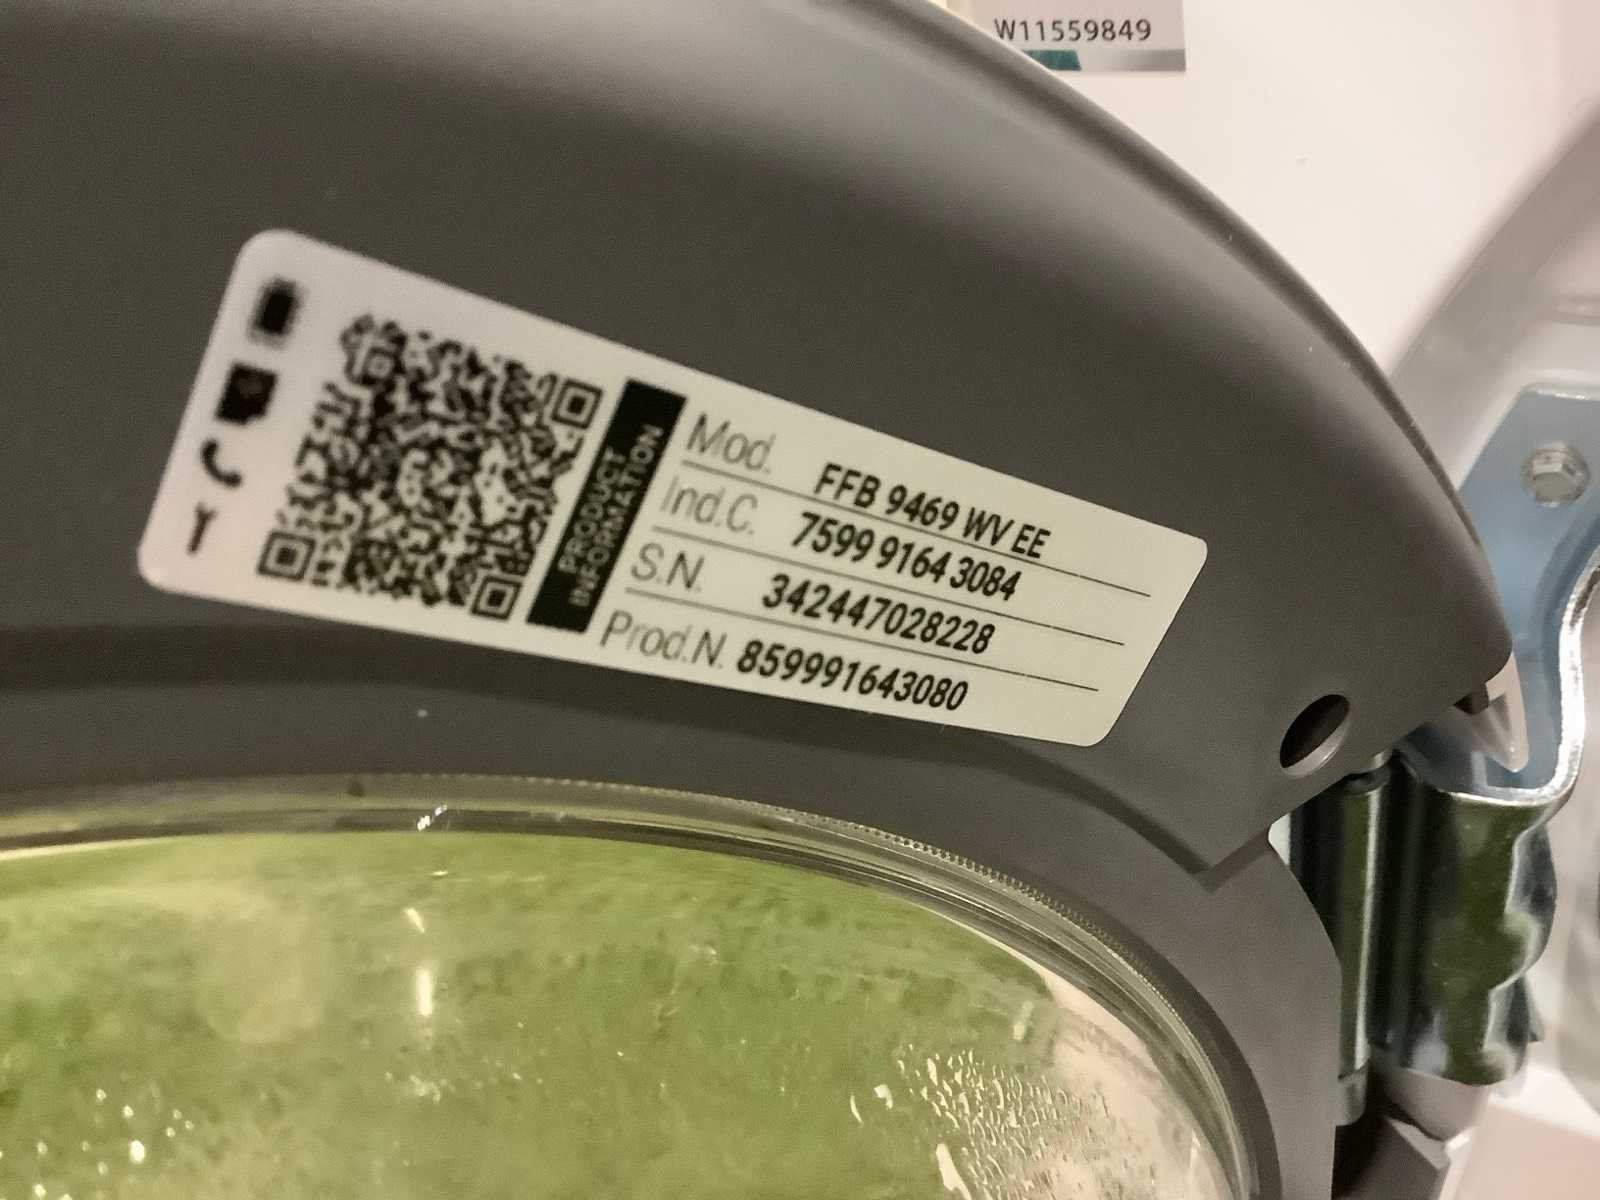 W11559849
PRODUCT
INFORMATION
Mod. FFB 9469 WV EE
Ind.C. 7599 9164 3084
S.N. 342447028228
Prod.N. 859991643080